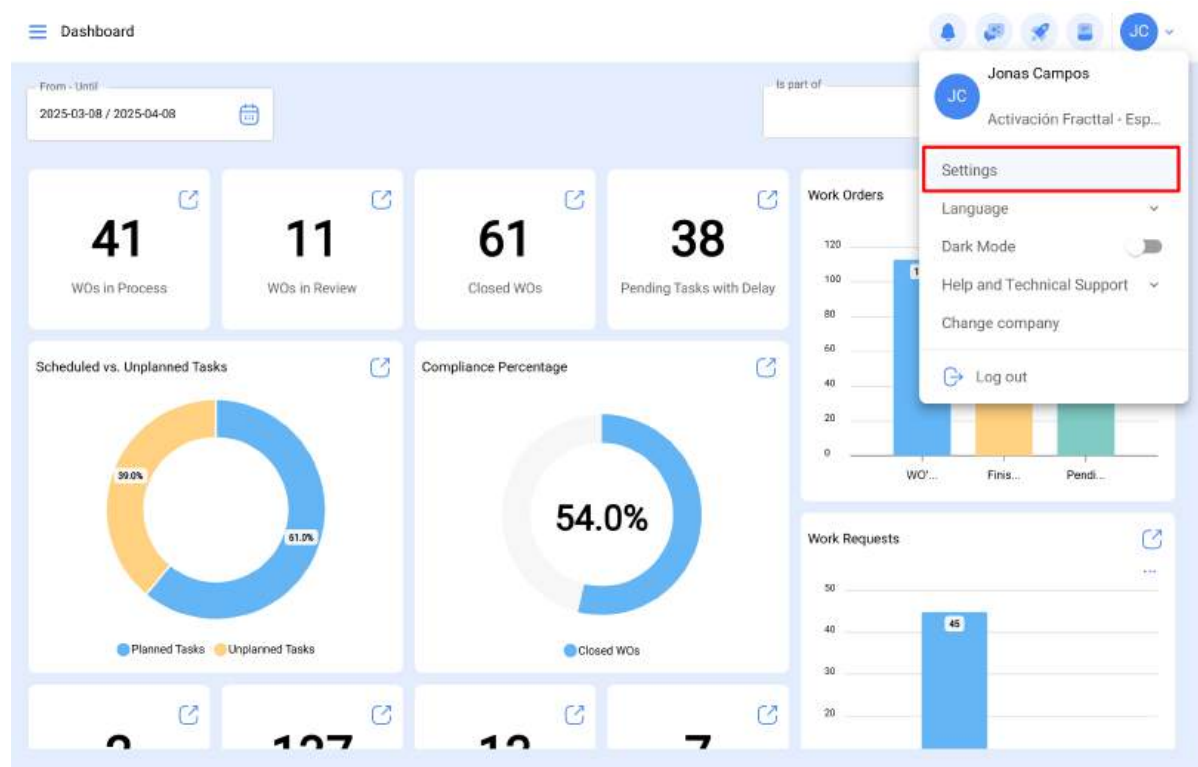 Dashboard
JC
From - Until
2025-03-08 / 2025-04-08
Is part of
JC
Jonas Campos
Activación Fracttal - Esp...
Settings
Language
Dark Mode
Help and Technical Support
Change company
Log out
41
WOs in Process
11
WOs in Review
61
Closed WOs
38
Pending Tasks with Delay
Work Orders
120
100
80
60
40
20
0
WO'...
Finis...
Pendi...
Scheduled vs. Unplanned Tasks
39.0%
61.0%
Planned Tasks
Unplanned Tasks
Compliance Percentage
54.0%
Closed WOs
Work Requests
...
50
40
30
20
45